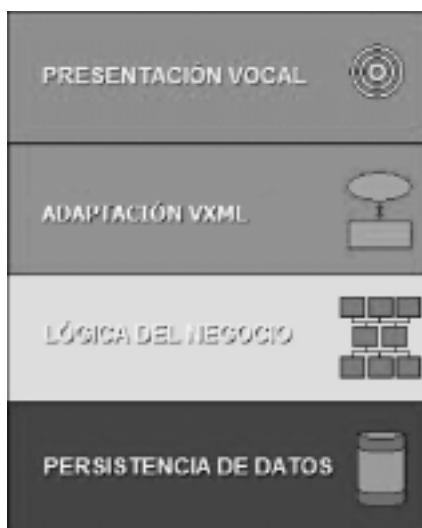 PRESENTACIÓN VOCAL
ADAPTACIÓN VXML
LÓGICA DEL NEGOCIO
PERSISTENCIA DE DATOS